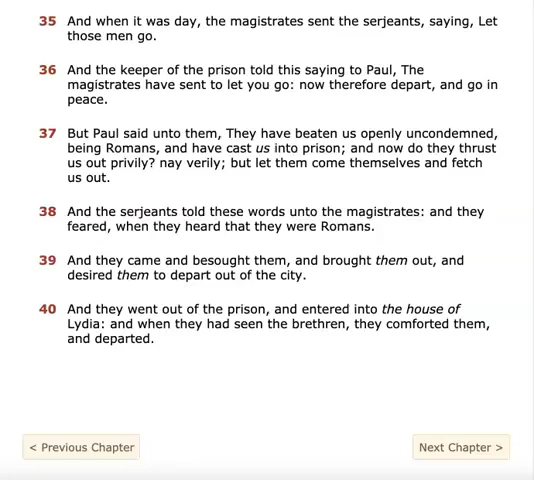 35 And when it was day, the magistrates sent the serjeants, saying, Let
those men go.
36 And the keeper of the prison told this saying to Paul, The
magistrates have sent to let you go: now therefore depart, and go in
peace.
37 But Paul said unto them, They have beaten us openly uncondemned,
being Romans, and have cast us into prison; and now do they thrust
us out privily? nay verily; but let them come themselves and fetch
us out.
38 And the serjeants told these words unto the magistrates: and they
feared, when they heard that they were Romans.
39 And they came and besought them, and brought them out, and
desired them to depart out of the city.
40 And they went out of the prison, and entered into the house of
Lydia: and when they had seen the brethren, they comforted them,
and departed.
< Previous Chapter
Next Chapter >